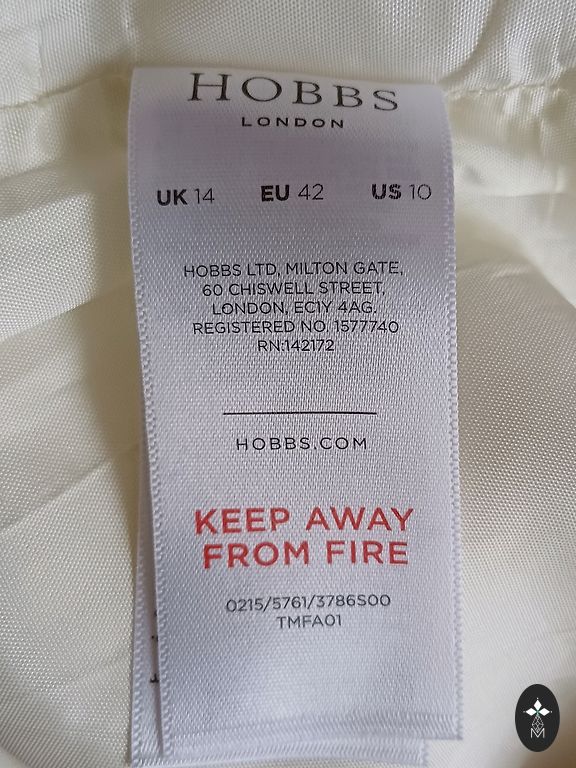 HOBBS
LONDON
UK 14 EU 42 US 10
HOBBS LTD, MILTON GATE,
60 CHISWELL STREET,
LONDON, EC1Y 4AG.
REGISTERED NO. 1577740
RN:142172
HOBBS.COM
KEEP AWAY
FROM FIRE
0215/5761/3786S00
TMFA01
M